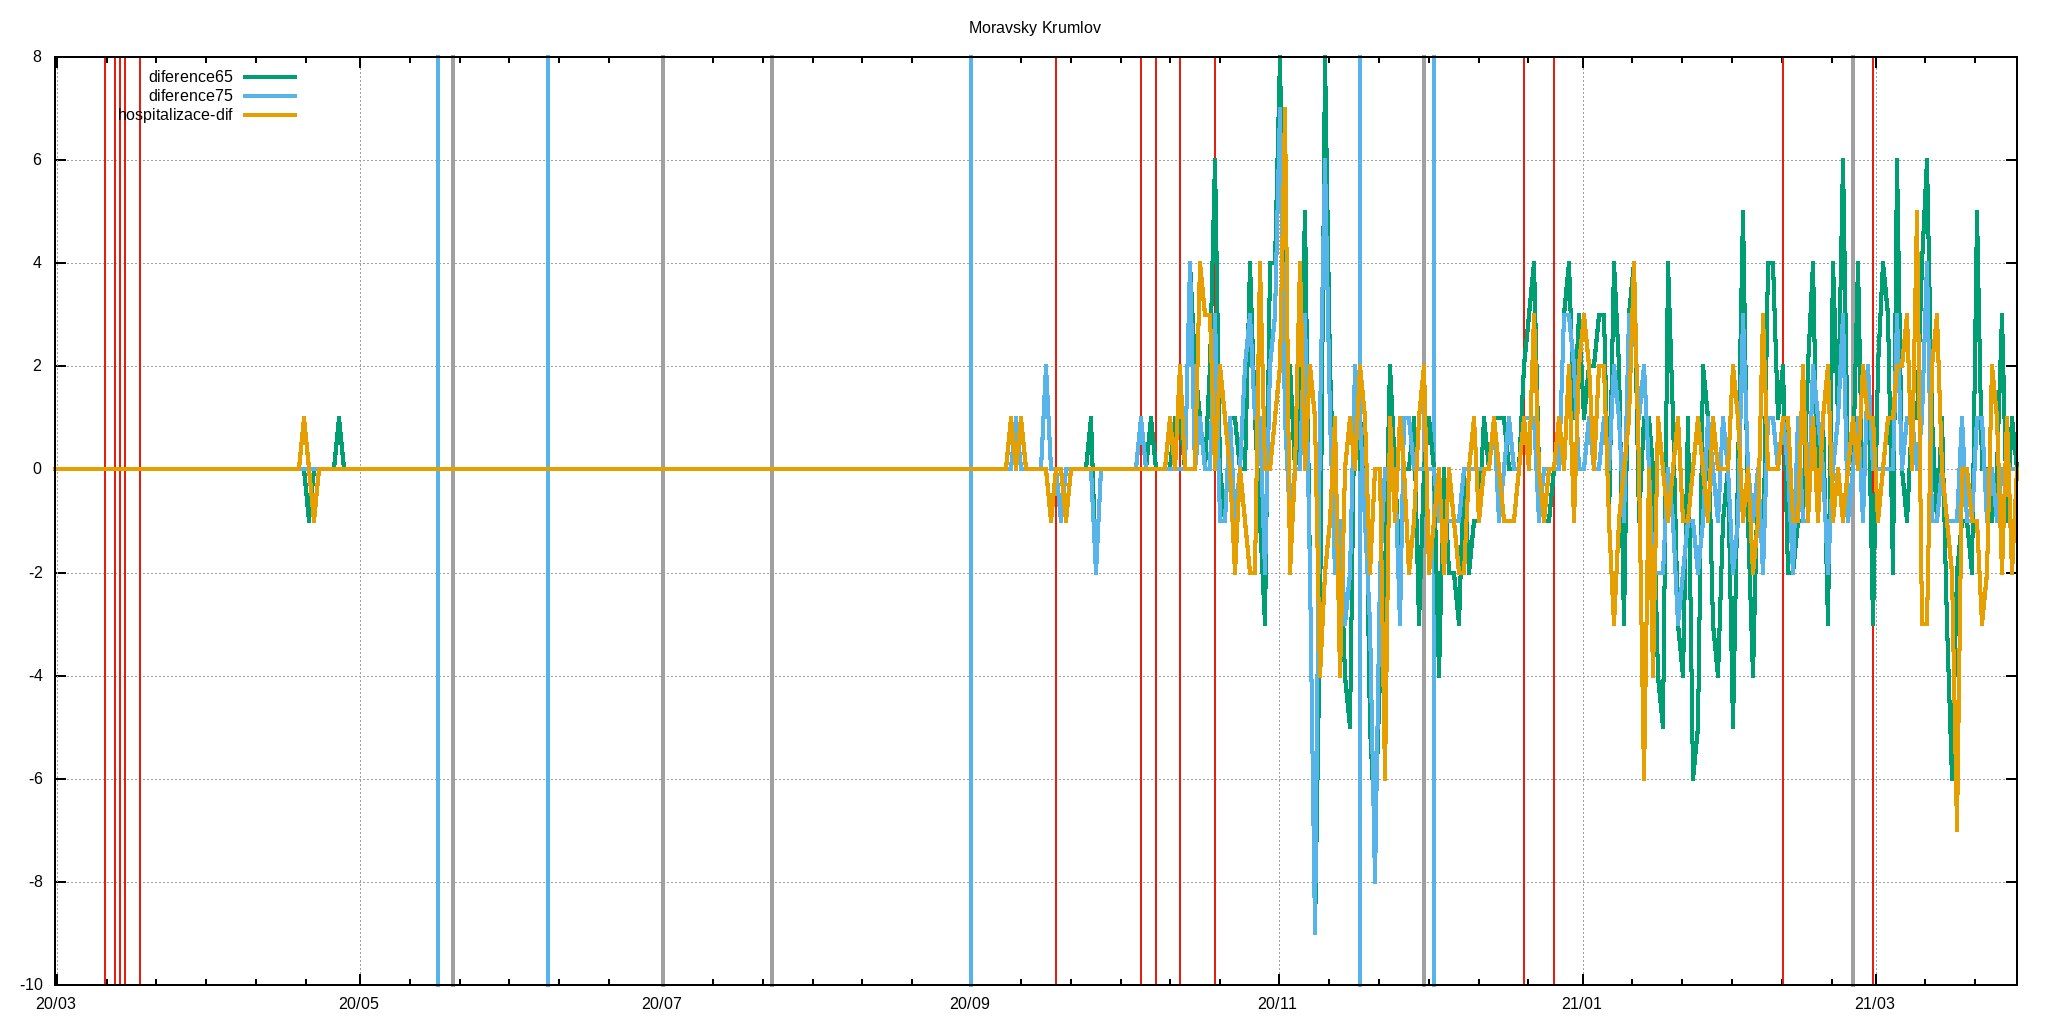 Moravsky Krumlov
8
diference65
diference75
hospitalizace-dif
6
4
2
0
-2
-4
-6
-8
-10
20/03 20/05 20/07 20/09 20/11 21/01 21/03